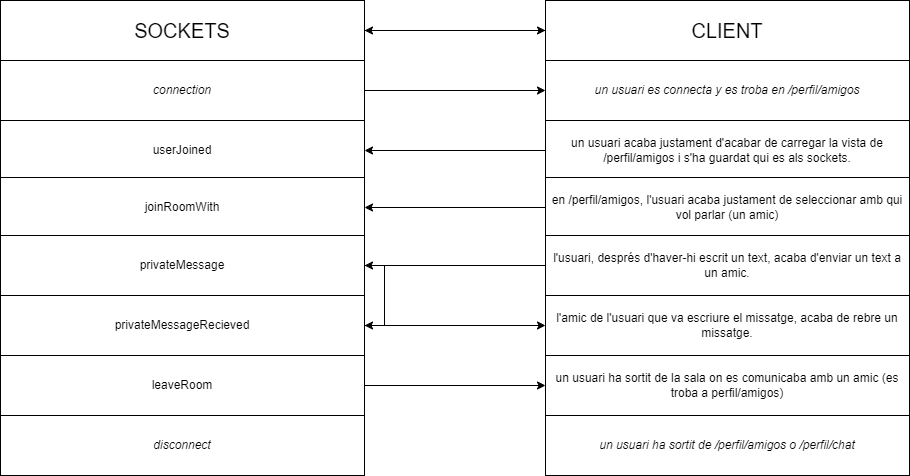 SOCKETS
CLIENT
connection
un usuari es connecta y es troba en /perfil/amigos
userJoined
un usuari acaba justament d'acabar de carregar la vista de
/perfil/amigos i s'ha guardat qui es als sockets.
joinRoomWith
en /perfil/amigos, l'usuari acaba justament de seleccionar amb qui
vol parlar (un amic)
privateMessage
l'usuari, després d'haver-hi escrit un text, acaba d'enviar un text a
un amic.
privateMessageRecieved
l'amic de l'usuari que va escriure el missatge, acaba de rebre un
missatge.
leaveRoom
un usuari ha sortit de la sala on es comunicaba amb un amic (es
troba a perfil/amigos)
disconnect
un usuari ha sortit de /perfil/amigos o /perfil/chat